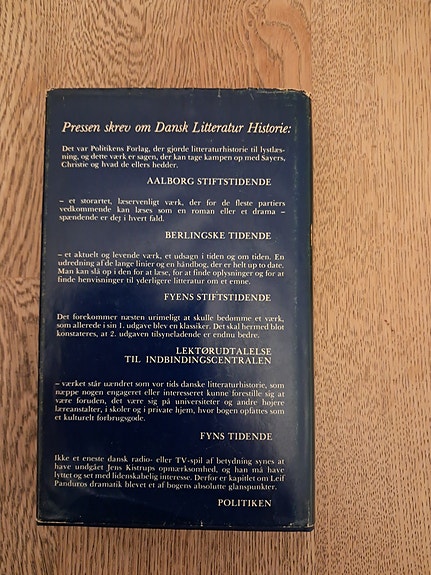 Pressen skrev om Dansk Litteratur Historie:
Det var Politikens Forlag, der gjorde litteraturhistorie til lystlæs-
ning, og dette værk er sagen, der kan tage kampen op med Sayers,
Christie og hvad de ellers hedder.
AALBORG STIFTSTIDENDE
– et storartet, læservenligt værk, der for de fleste partiers
vedkommende kan læses som en roman eller et drama –
spændende er dej i hvert fald.
BERLINGSKE TIDENDE
– et aktuelt og levende værk, et udsagn i tiden og om tiden. En
udredning af de lange linier og en håndbog, der er helt up to date.
Man kan slå op i den for at læse, for at finde oplysninger og for at
finde henvisninger til yderligere litteratur om et emne.
FYENS STIFTSTIDENDE
Det forekommer næsten urimeligt at skulle bedømme et værk,
som allerede i sin 1. udgave blev en klassiker. Det skal hermed blot
konstateres, at 2. udgaven tilsyneladende er endnu bedre.
LEKTØRUDTALELSE
TIL INDBINDINGSCENTRALEN
– værket står uændret som vor tids danske litteraturhistorie, som
næppe nogen engageret eller interesseret kunne forestille sig at
være foruden, det være sig på universiteter og andre højere
læreanstalter, i skoler og i private hjem, hvor bogen opfattes som
et kulturelt forbrugsgode.
FYNS TIDENDE
Ikke et eneste dansk radio- eller TV-spil af betydning synes at
have undgået Jens Kistrups opmærksomhed, og han må have
lyttet og set med lidenskabelig interesse. Derfor er kapitlet om Leif
Panduros dramatik blevet et af bogens absolutte glanspunkter.
POLITIKEN